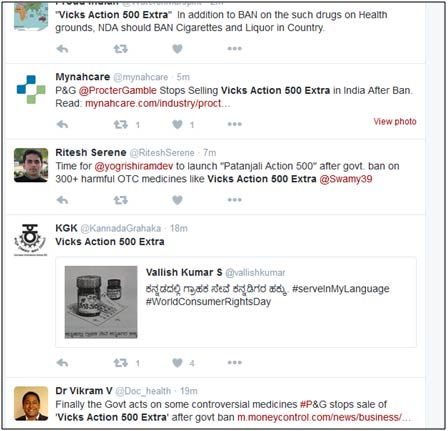 "Vicks Action 500 Extra" In addition to BAN on the such drugs on Health
grounds, NDA should BAN Cigarettes and Liquor in Country.
Mynahcare @mynahcare · 5m
P&G @ProcterGamble Stops Selling Vicks Action 500 Extra in India After Ban.
Read: mynahcare.com/industry/proct...
1 1
View photo
Ritesh Serene @RiteshSerene · 7m
Time for @yogrishiramdev to launch "Patanjali Action 500" after govt. ban on
300+ harmful OTC medicines like Vicks Action 500 Extra @Swamy39
KGK @KannadaGrahaka · 18m
Vicks Action 500 Extra
Vallish Kumar S @vallishkumar
ಕನ್ನಡದಲ್ಲಿ ಗ್ರಾಹಕ ಸೇವೆ ಕನ್ನಡಿಗರ ಹಕ್ಕು. #serveInMyLanguage
#WorldConsumerRightsDay
1 4
Dr Vikram V @Doc_health · 19m
Finally the Govt acts on some controversial medicines #P&G stops sale of
'Vicks Action 500 Extra' after govt ban m.moneycontrol.com/news/business/...